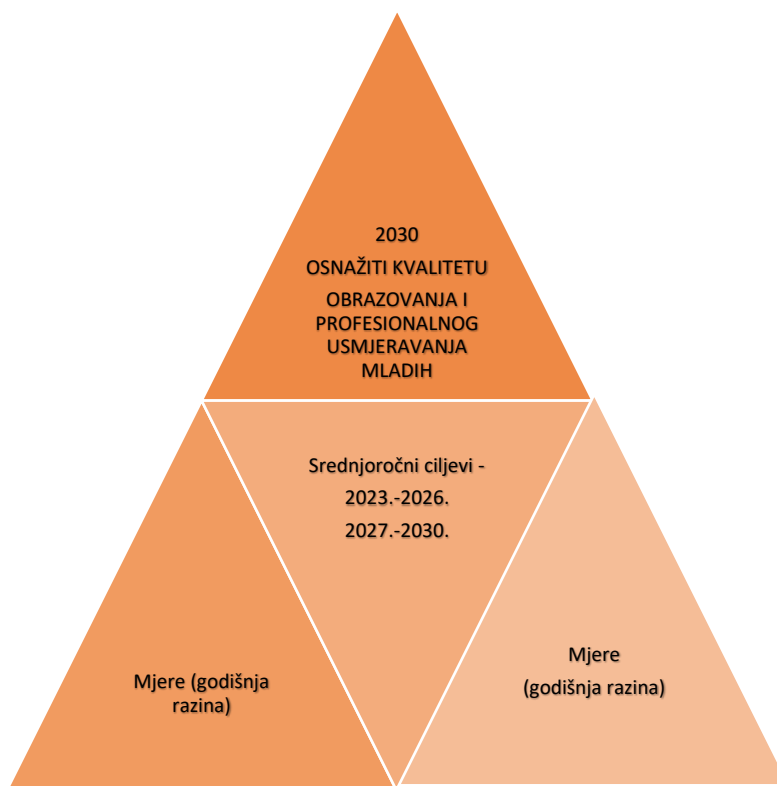 2030
OSNAŽITI KVALITETU
OBRAZOVANJA I
PROFESIONALNOG
USMJERAVANJA
MLADIH
Srednjoročni ciljevi -
2023.-2026.
2027.-2030.
Mjere (godišnja
razina)
Mjere
(godišnja razina)